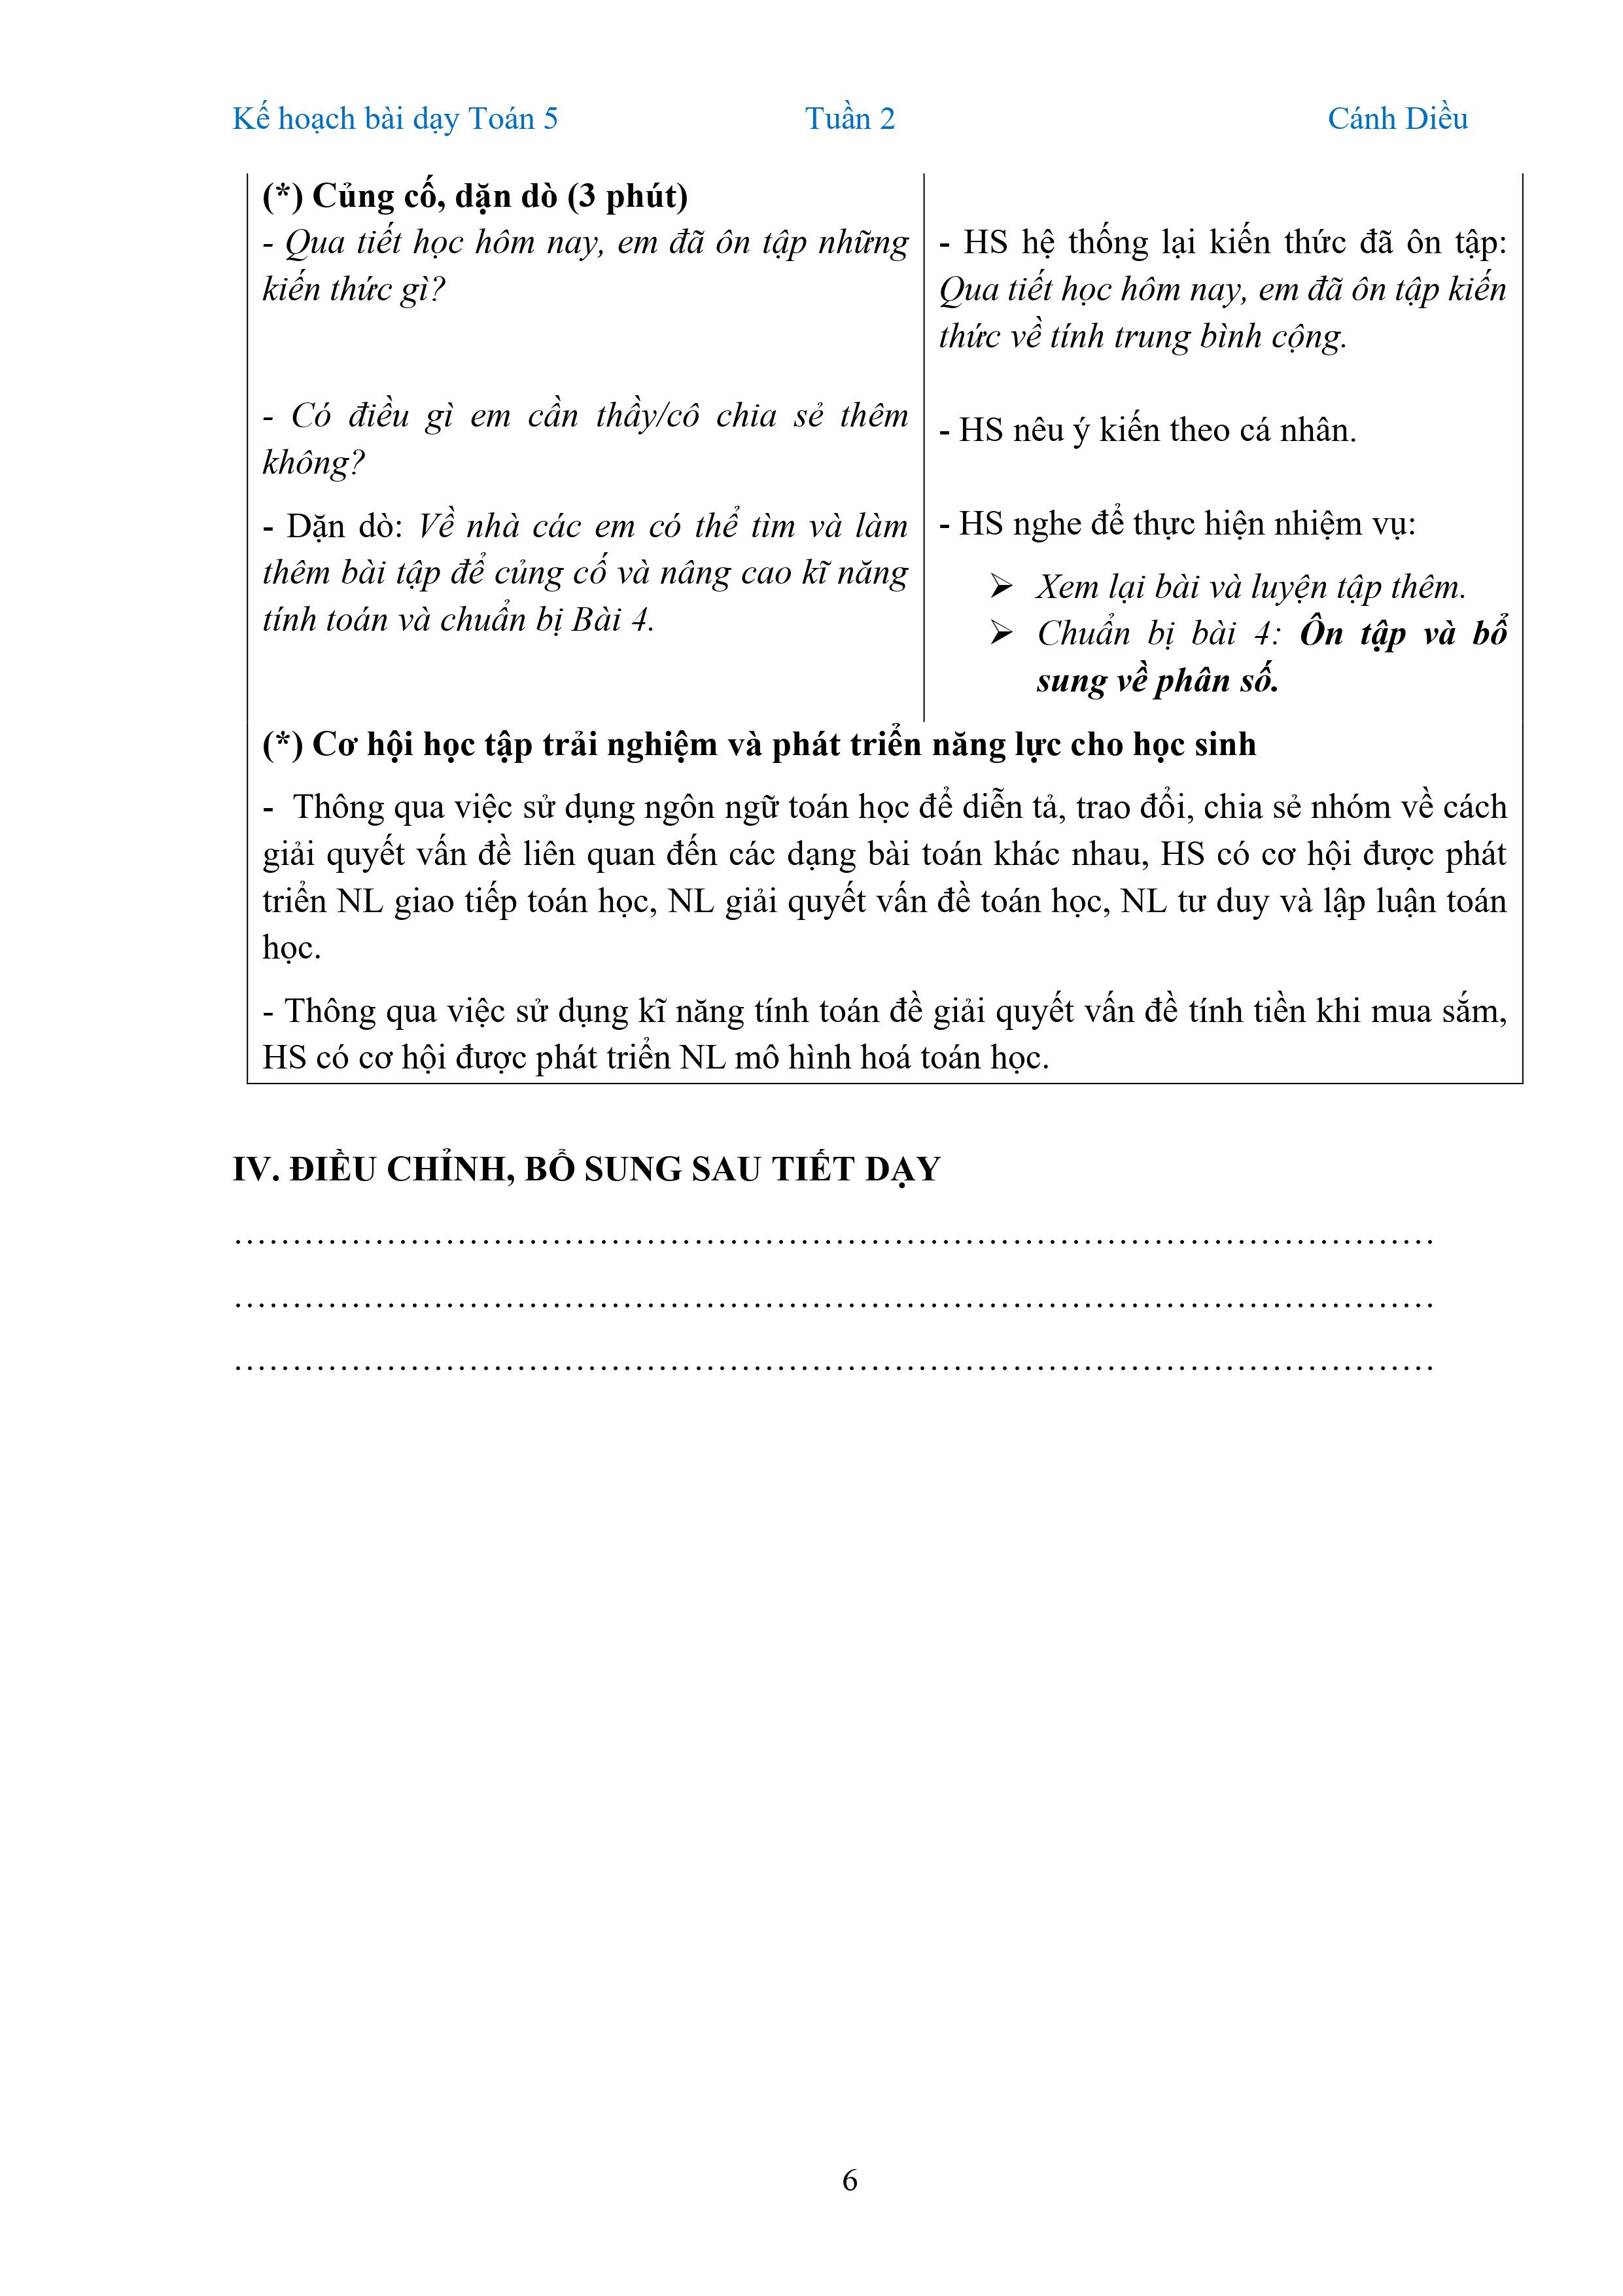 Kế hoạch bài dạy Toán 5 Tuần 2 Cánh Diều
(*) Củng cố, dặn dò (3 phút)
- Qua tiết học hôm nay, em đã ôn tập những
kiến thức gì?
- Có điều gì em cần thầy/cô chia sẻ thêm
không?
- Dặn dò: Về nhà các em có thể tìm và làm
thêm bài tập để củng cố và nâng cao kĩ năng
tính toán và chuẩn bị Bài 4.
- HS hệ thống lại kiến thức đã ôn tập:
Qua tiết học hôm nay, em đã ôn tập kiến
thức về tính trung bình cộng.
- HS nêu ý kiến theo cá nhân.
- HS nghe để thực hiện nhiệm vụ:
➢ Xem lại bài và luyện tập thêm.
➢ Chuẩn bị bài 4: Ôn tập và bổ
sung về phân số.
(*) Cơ hội học tập trải nghiệm và phát triển năng lực cho học sinh
- Thông qua việc sử dụng ngôn ngữ toán học để diễn tả, trao đổi, chia sẻ nhóm về cách
giải quyết vấn đề liên quan đến các dạng bài toán khác nhau, HS có cơ hội được phát
triển NL giao tiếp toán học, NL giải quyết vấn đề toán học, NL tư duy và lập luận toán
học.
- Thông qua việc sử dụng kĩ năng tính toán đề giải quyết vấn đề tính tiền khi mua sắm,
HS có cơ hội được phát triển NL mô hình hoá toán học.
IV. ĐIỀU CHỈNH, BỔ SUNG SAU TIẾT DẠY
……………………………………………………………………………………………
……………………………………………………………………………………………
……………………………………………………………………………………………
6